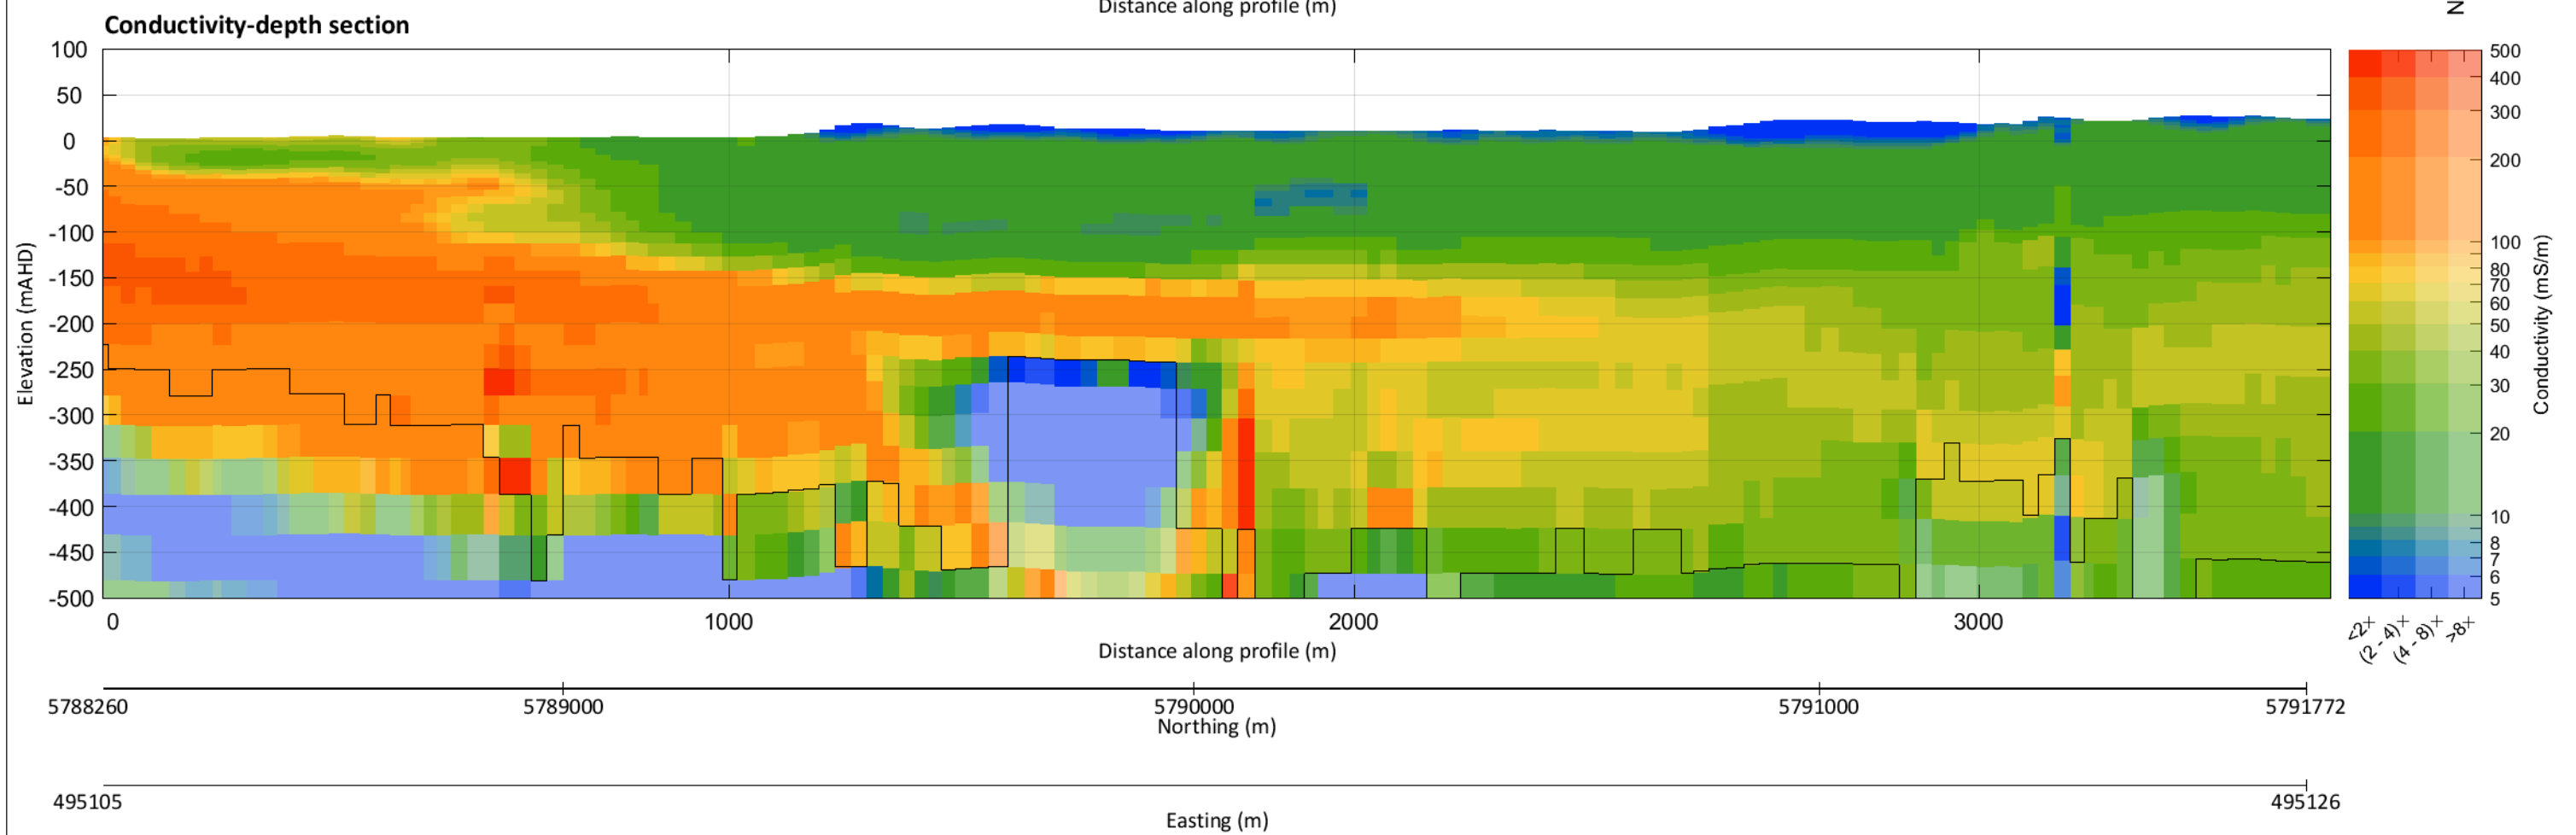 Distance along profile (m)
N
Conductivity-depth section
100
50
0
-50
-100
-150
-200
-250
-300
-350
-400
-450
-500
Elevation (mAHD)
0 1000 2000 3000
Distance along profile (m)
500
400
300
200
100
80
70
60
50
40
30
20
10
8
7
6
5
Conductivity (mS/m)
<2x (2 - 4)x (4 - 8)x >8x
5788260 5789000 5790000 5791000 5791772
Northing (m)
495105 495126
Easting (m)